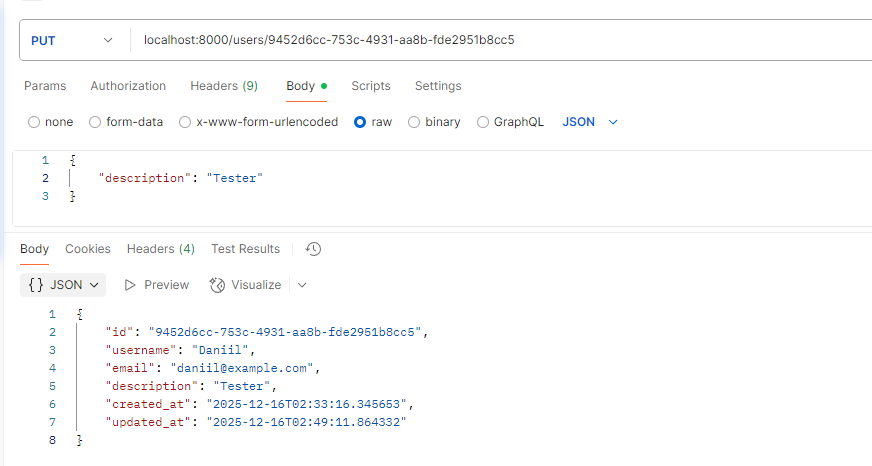 PUT localhost:8000/users/9452d6cc-753c-4931-aa8b-fde2951b8cc5
Params Authorization Headers (9) Body Scripts Settings
none form-data x-www-form-urlencoded raw binary GraphQL JSON
1 {
2 "description": "Tester"
3 }
Body Cookies Headers (4) Test Results
{} JSON Preview Visualize
1 {
2 "id": "9452d6cc-753c-4931-aa8b-fde2951b8cc5",
3 "username": "Daniil",
4 "email": "daniil@example.com",
5 "description": "Tester",
6 "created_at": "2025-12-16T02:33:16.345653",
7 "updated_at": "2025-12-16T02:49:11.864332"
8 }